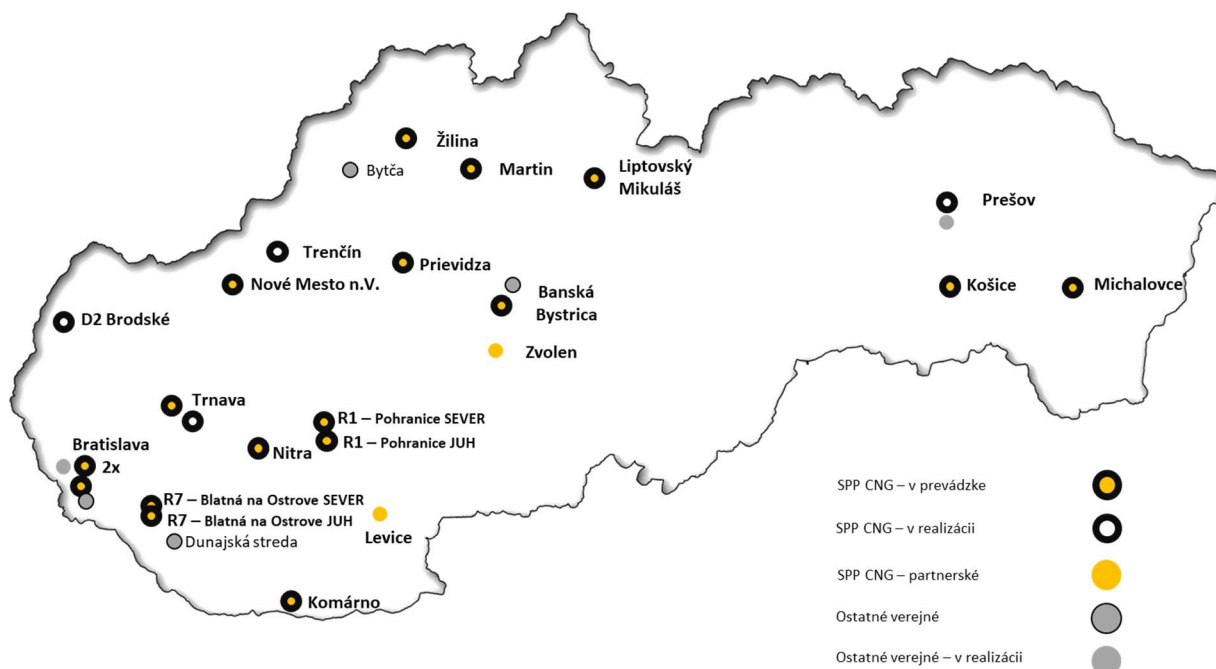 Žilina
Bytča
Martin
Liptovský
Mikuláš
Prešov
Trenčín
Prievidza
Nové Mesto n.V.
Banská
Bystrica
Košice
Michalovce
D2 Brodské
Zvolen
Trnava
R1 – Pohranice SEVER
R1 – Pohranice JUH
Nitra
Bratislava
2x
R7 – Blatná na Ostrove SEVER
R7 – Blatná na Ostrove JUH
Dunajská streda
Levice
Komárno
SPP CNG – v prevádzke
SPP CNG – v realizácii
SPP CNG – partnerské
Ostatné verejné
Ostatné verejné – v realizácii